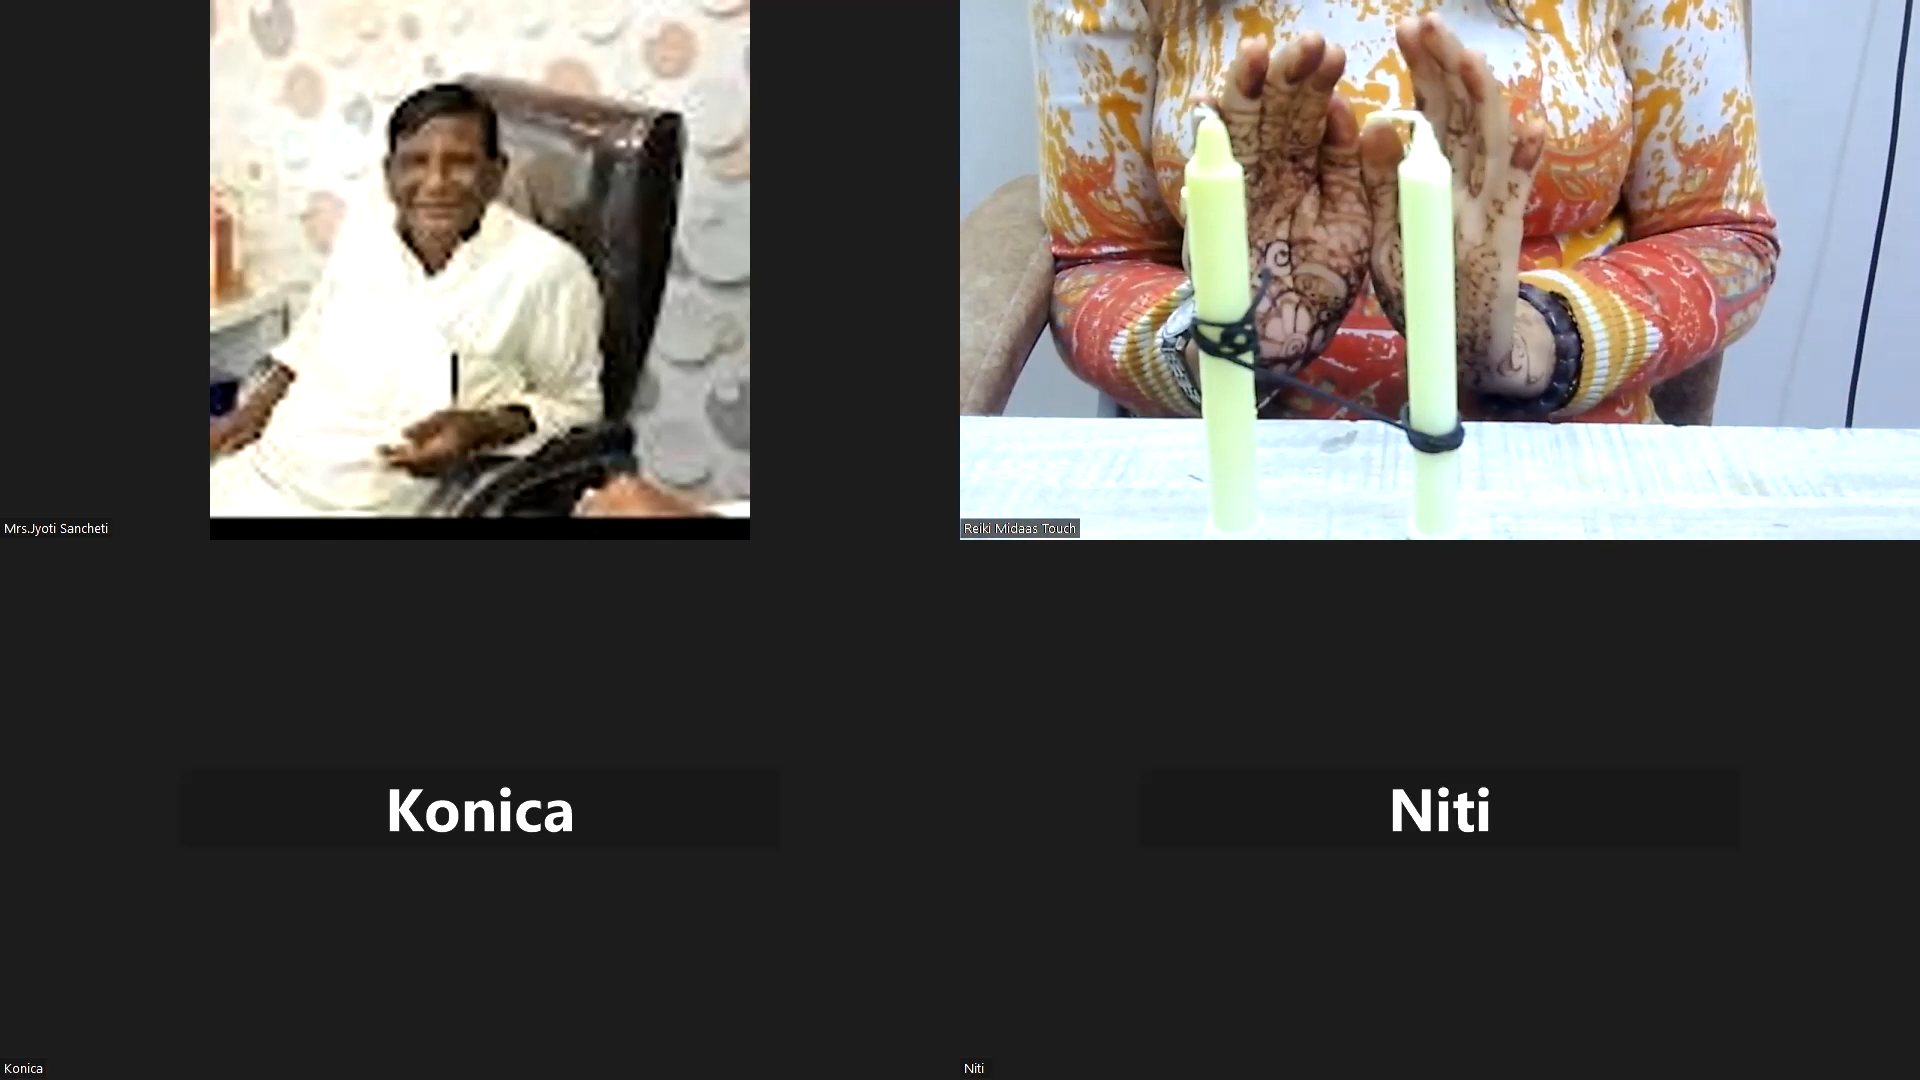 Mrs.Jyoti Sancheti
Reiki Midaas Touch
Konica
Niti
Konica
Niti